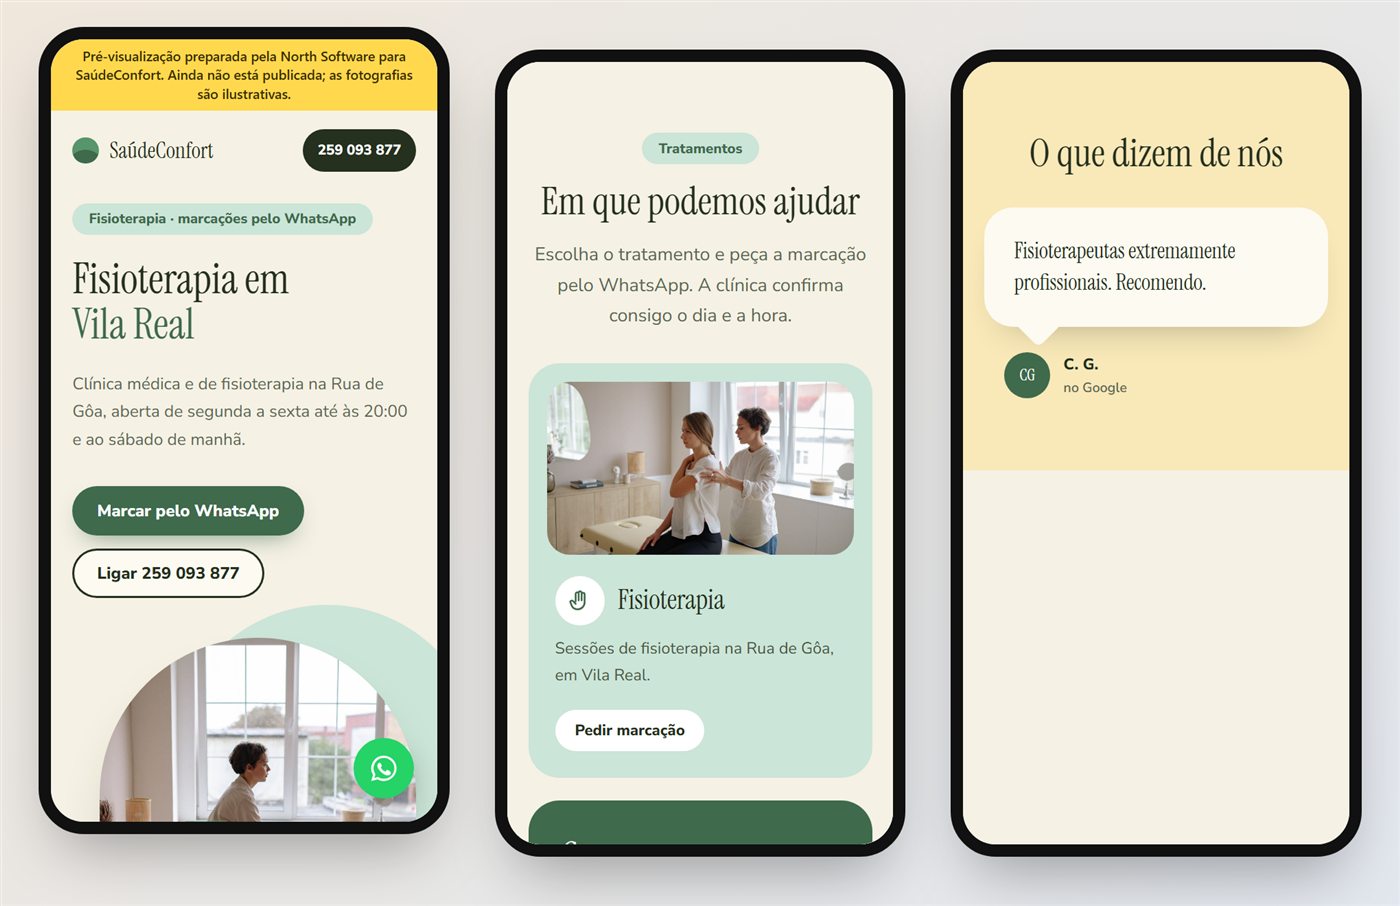 Pré-visualização preparada pela North Software para
SaúdeConfort. Ainda não está publicada; as fotografias
são ilustrativas.
SaúdeConfort
259 093 877
Fisioterapia · marcações pelo WhatsApp
Fisioterapia em
Vila Real
Clínica médica e de fisioterapia na Rua de
Gôa, aberta de segunda a sexta até às 20:00
e ao sábado de manhã.
Marcar pelo WhatsApp
Ligar 259 093 877
Tratamentos
Em que podemos ajudar
Escolha o tratamento e peça a marcação
pelo WhatsApp. A clínica confirma
consigo o dia e a hora.
Fisioterapia
Sessões de fisioterapia na Rua de Gôa,
em Vila Real.
Pedir marcação
O que dizem de nós
Fisioterapeutas extremamente
profissionais. Recomendo.
CG
C. G.
no Google